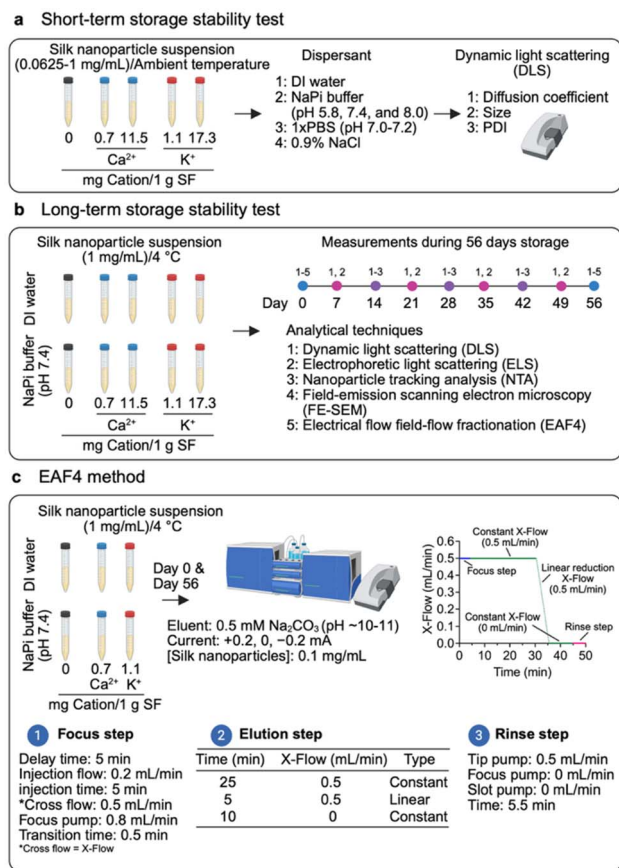 a Short-term storage stability test
Silk nanoparticle suspension
(0.0625-1 mg/mL)/Ambient temperature
0 0.7 11.5 1.1 17.3
Ca²⁺ K⁺
mg Cation/1 g SF
Dispersant
1: DI water
2: NaPi buffer
(pH 5.8, 7.4, and 8.0)
3: 1xPBS (pH 7.0-7.2)
4: 0.9% NaCl
Dynamic light scattering
(DLS)
1: Diffusion coefficient
2: Size
3: PDI
b Long-term storage stability test
Silk nanoparticle suspension
(1 mg/mL)/4 °C
DI water
NaPi buffer
(pH 7.4)
0 0.7 11.5 1.1 17.3
Ca²⁺ K⁺
mg Cation/1 g SF
Measurements during 56 days storage
1-5 1, 2 1-3 1, 2 1-3 1, 2 1-3 1, 2 1-5
Day 0 7 14 21 28 35 42 49 56
Analytical techniques
1: Dynamic light scattering (DLS)
2: Electrophoretic light scattering (ELS)
3: Nanoparticle tracking analysis (NTA)
4: Field-emission scanning electron microscopy
(FE-SEM)
5: Electrical flow field-flow fractionation (EAF4)
c EAF4 method
Silk nanoparticle suspension
(1 mg/mL)/4 °C
DI water
NaPi buffer
(pH 7.4)
0 0.7 1.1
Ca²⁺ K⁺
mg Cation/1 g SF
Day 0 &
Day 56
Eluent: 0.5 mM Na₂CO₃ (pH ~10-11)
Current: +0.2, 0, −0.2 mA
[Silk nanoparticles]: 0.1 mg/mL
X-Flow (mL/min)
0.6
0.5
0.4
0.3
0.2
0.1
0
0 10 20 30 40 50
Time (min)
Constant X-Flow
(0.5 mL/min)
Focus step
Linear reduction
X-Flow
(0.5 mL/min)
Constant X-Flow
(0 mL/min)
Rinse step
1 Focus step
Delay time: 5 min
Injection flow: 0.2 mL/min
injection time: 5 min
*Cross flow: 0.5 mL/min
Focus pump: 0.8 mL/min
Transition time: 0.5 min
*Cross flow = X-Flow
2 Elution step
Time (min) X-Flow (mL/min) Type
25 0.5 Constant
5 0.5 Linear
10 0 Constant
3 Rinse step
Tip pump: 0.5 mL/min
Focus pump: 0 mL/min
Slot pump: 0 mL/min
Time: 5.5 min